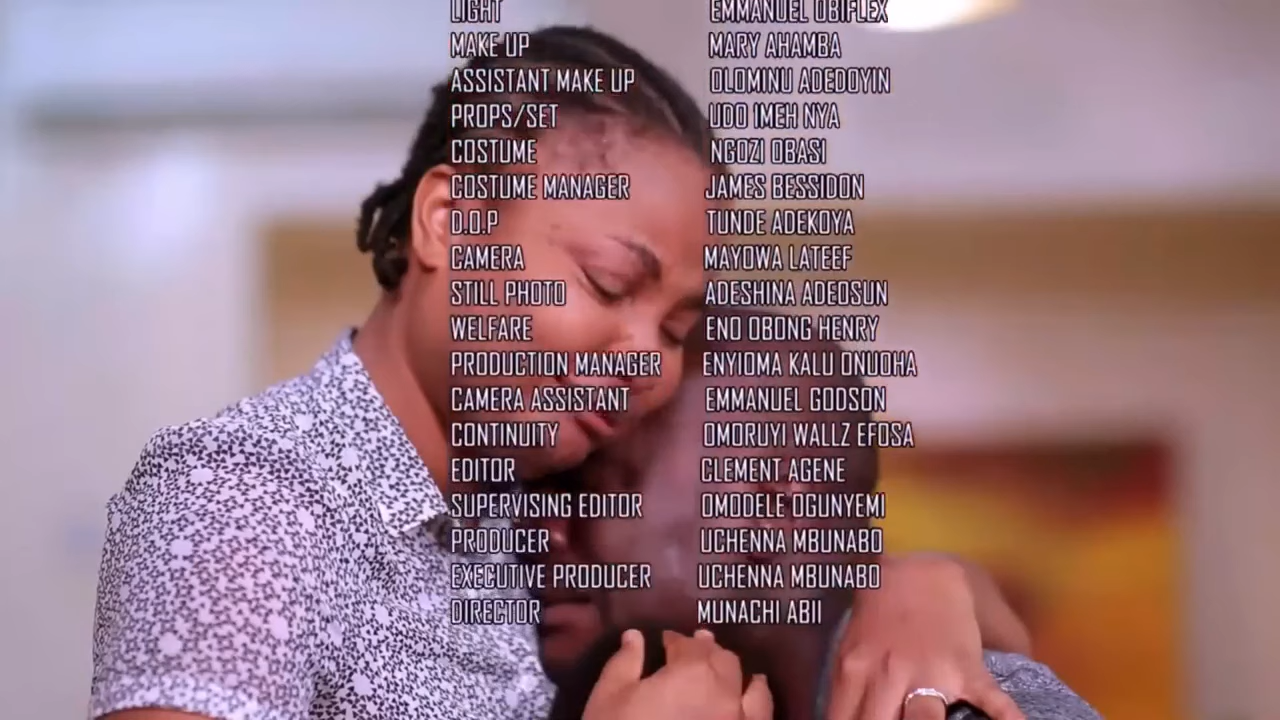 LIGHT EMMANUEL OBIFLEX
MAKE UP MARY AHAMBA
ASSISTANT MAKE UP OLOMINU ADEDOYIN
PROPS/SET UDO IMEH NYA
COSTUME NGOZI OBASI
COSTUME MANAGER JAMES BESSIDON
D.O.P TUNDE ADEKOYA
CAMERA MAYOWA LATEEF
STILL PHOTO ADESHINA ADEOSUN
WELFARE ENO OBONG HENRY
PRODUCTION MANAGER ENYIOMA KALU ONUOHA
CAMERA ASSISTANT EMMANUEL GODSON
CONTINUITY OMORUYI WALLZ EFOSA
EDITOR CLEMENT AGENE
SUPERVISING EDITOR OMODELE OGUNYEMI
PRODUCER UCHENNA MBUNABO
EXECUTIVE PRODUCER UCHENNA MBUNABO
DIRECTOR MUNACHI ABII